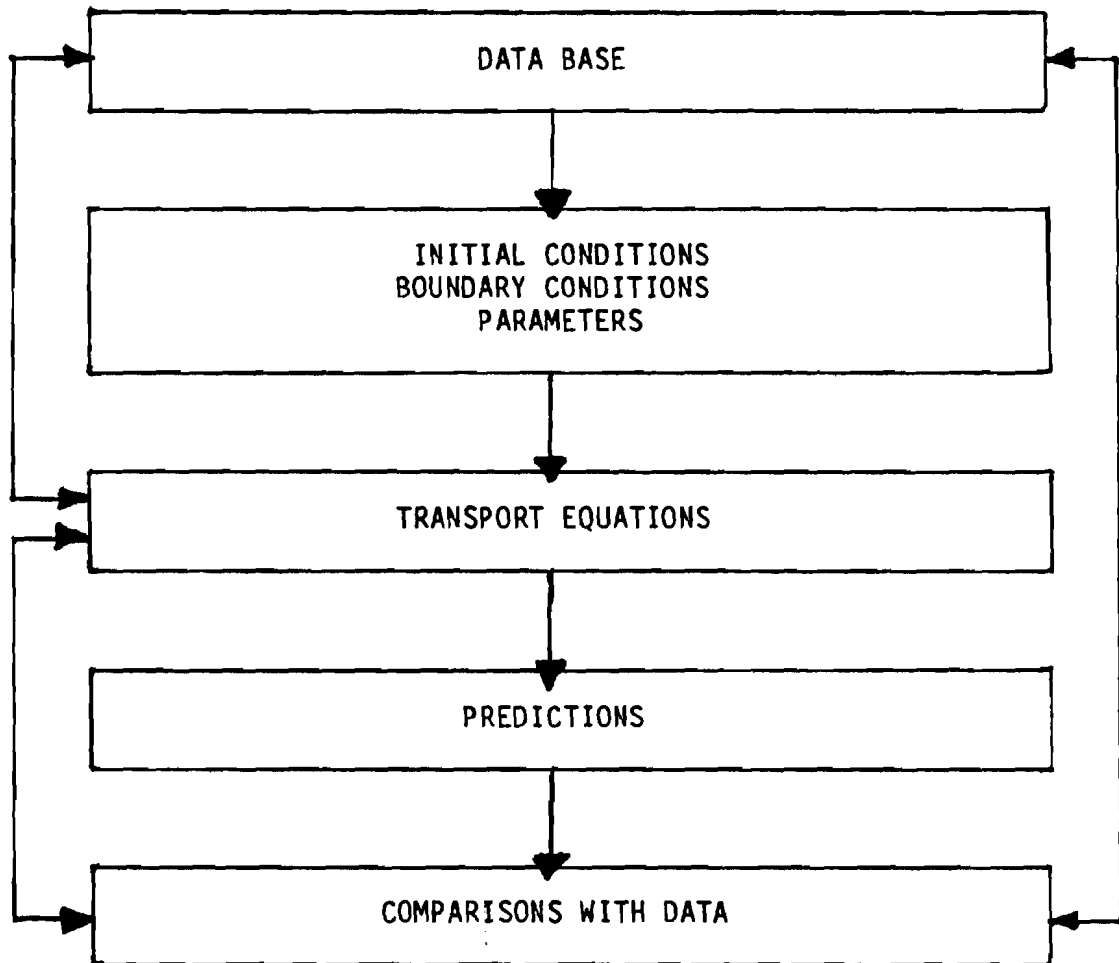 DATA BASE
INITIAL CONDITIONS
BOUNDARY CONDITIONS
PARAMETERS
TRANSPORT EQUATIONS
PREDICTIONS
COMPARISONS WITH DATA